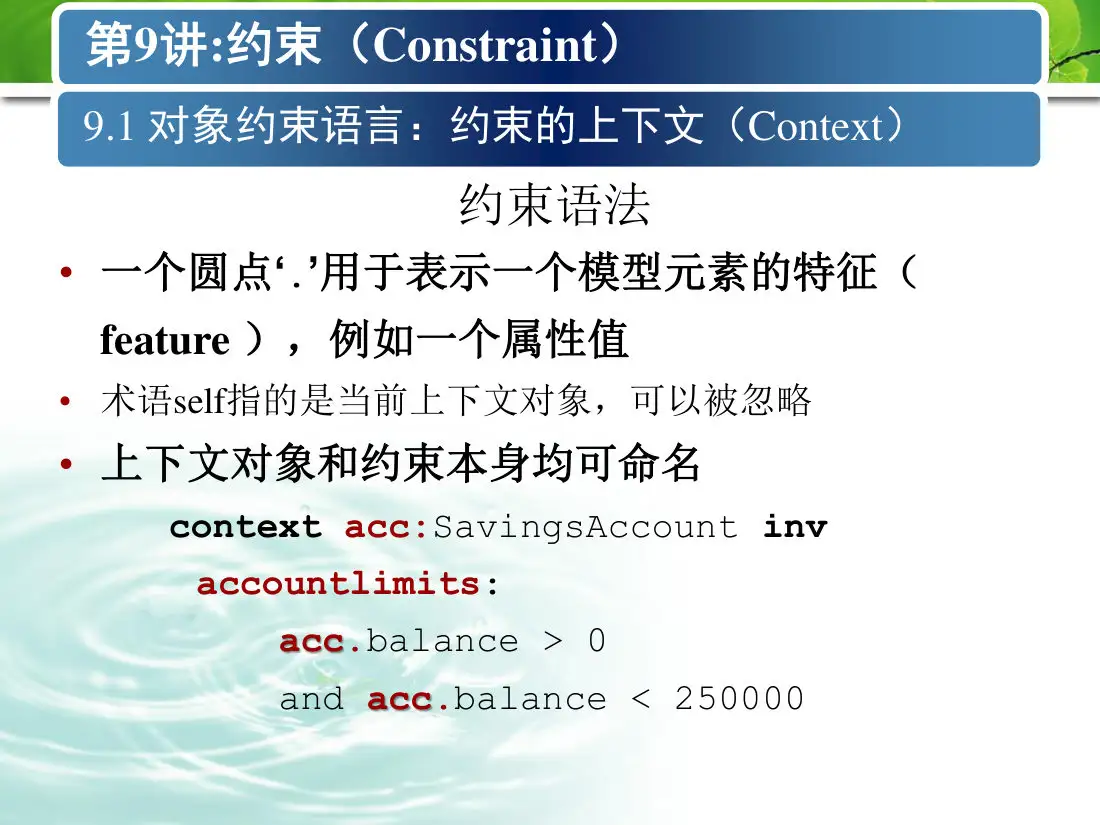 第9讲:约束（Constraint）
9.1 对象约束语言：约束的上下文（Context）
约束语法
• 一个圆点‘.’用于表示一个模型元素的特征（
feature ），例如一个属性值
• 术语self指的是当前上下文对象，可以被忽略
• 上下文对象和约束本身均可命名
context acc:SavingsAccount inv
accountlimits:
acc.balance > 0
and acc.balance < 250000